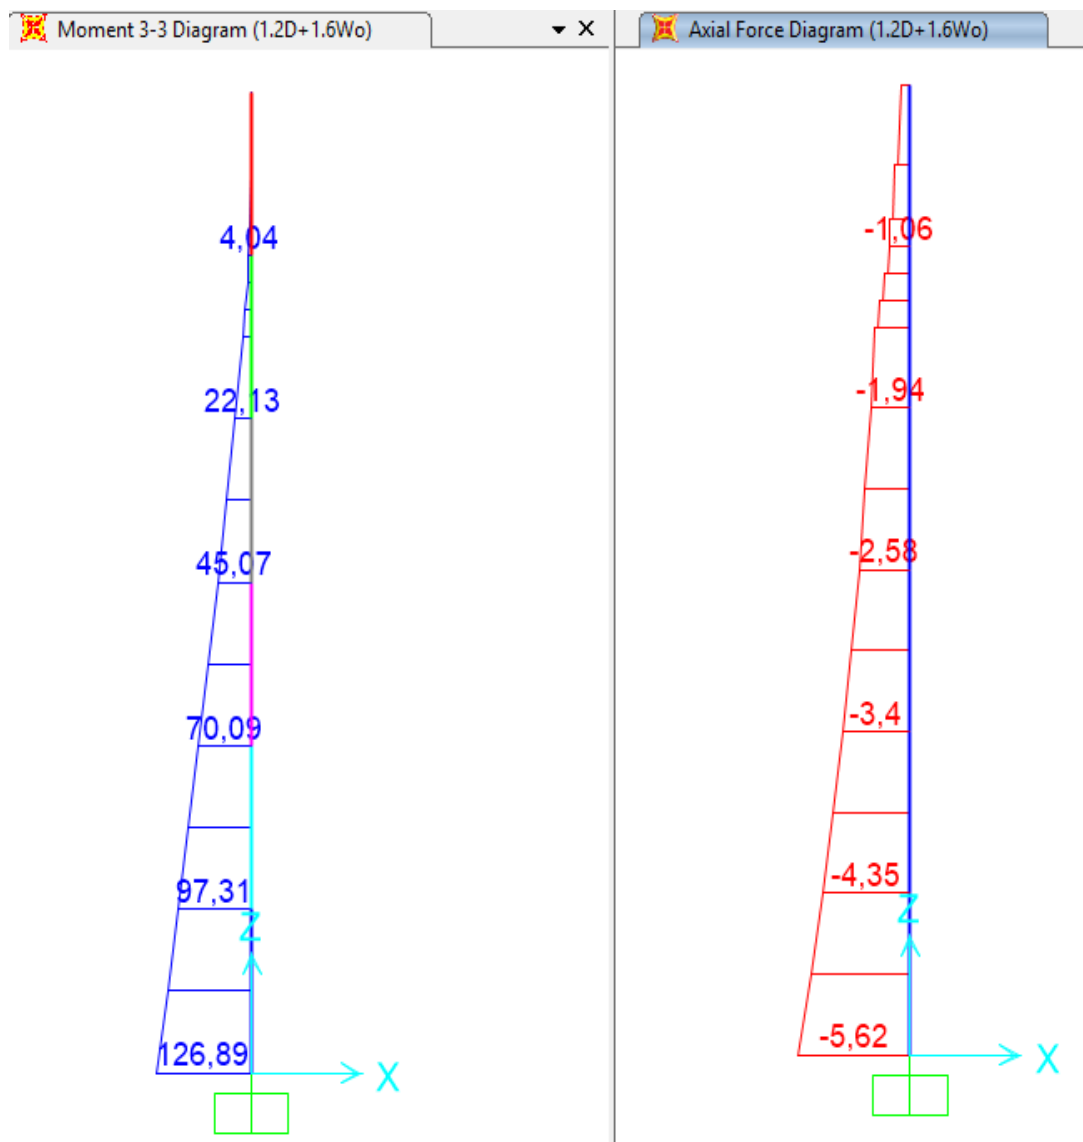 Moment 3-3 Diagram (1.2D+1.6Wo)
4,04
22,13
45,07
70,09
97,31
Z
126,89
X
Axial Force Diagram (1.2D+1.6Wo)
-1,06
-1,94
-2,58
-3,4
-4,35
Z
-5,62
X